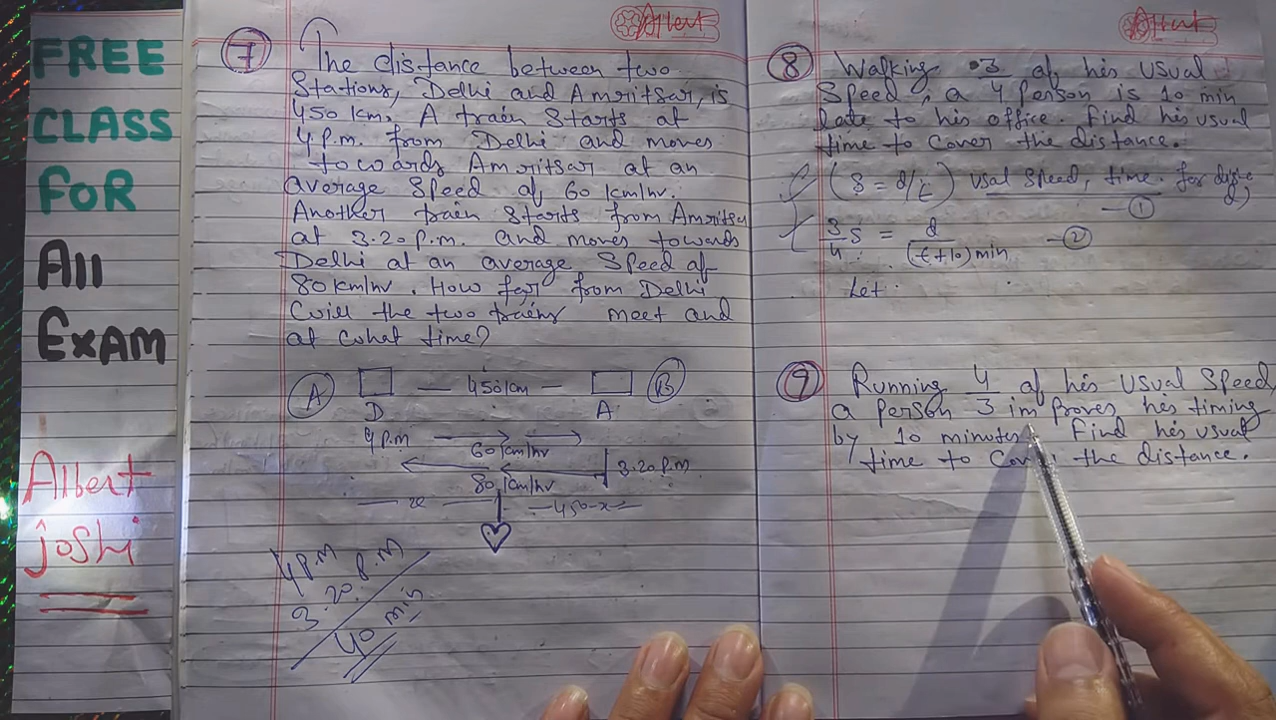 FREE
CLASS
FOR
All
ExAM
Albert
joshi
Albert
7
The distance between two
Stations, Delhi and Amritsar, is
450 km. A train Starts at
4 p.m. from Delhi and moves
towards Amritsar at an
average Speed of 60 km/hr.
Another train Starts from Amritsar
at 3.20 p.m. and moves towards
Delhi at an average Speed of
80 km/hr. How far from Delhi
will the two trains meet and
at what time?
A — 450 km — B
D A
4 P.M 60 km/hr
3.20 P.M
80 km/hr
— x — — 450-x —
4 P.M
3.20 P.M
40 min
8 Walking 3 of his usual
Speed, a 4 person is 10 min
late to his office. Find his usual
time to cover the distance.
(S = d/t) usal Speed, time. for
— 1
3/4 S = d/(t+10) min — 2
Let
9 Running 4 of his usual Speed,
a person 3 improves his timing
by 10 minutes. Find his usual
time to the distance.